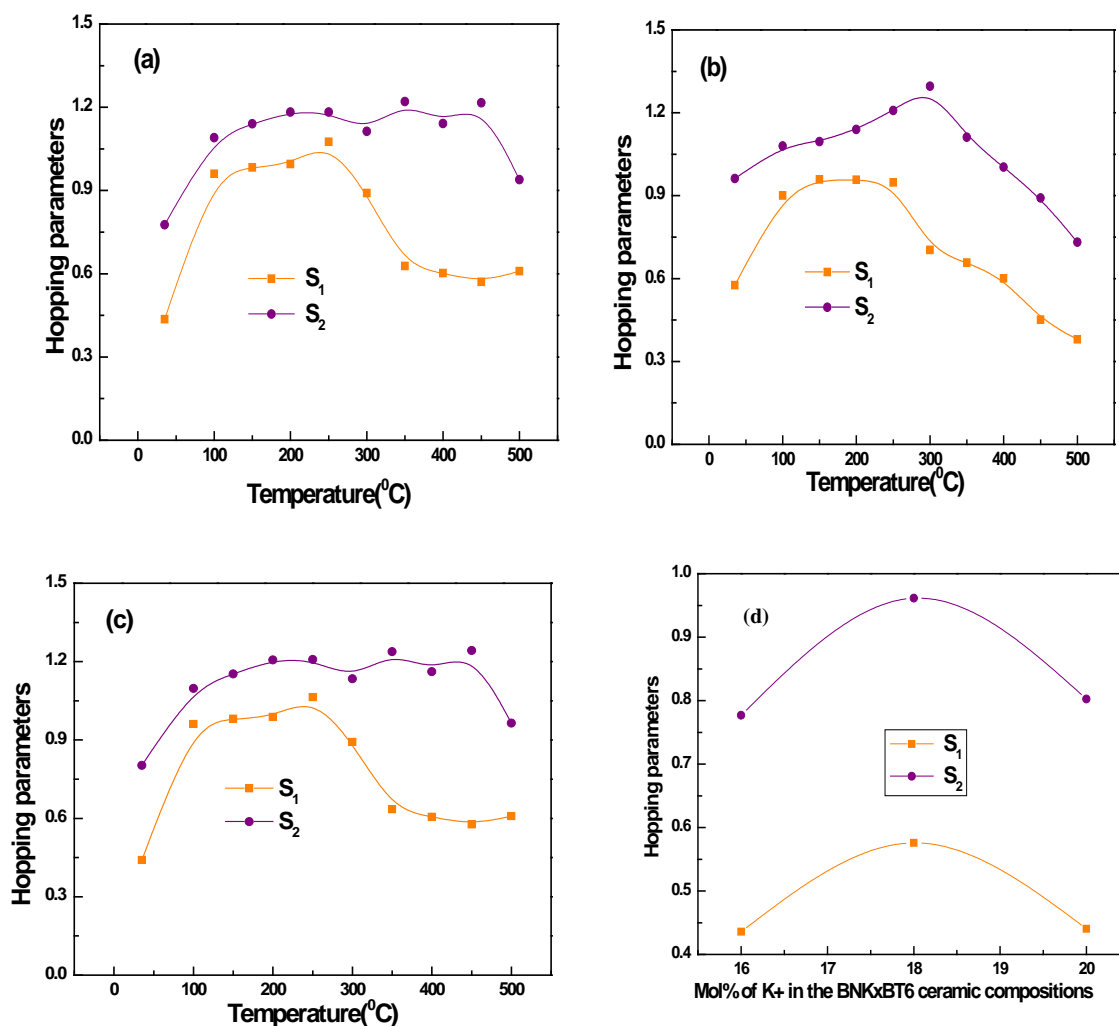 (a)
1.5
1.2
0.9
0.6
0.3
0.0
Hopping parameters
S1
S2
0 100 200 300 400 500
Temperature(0C)
(b)
1.5
1.2
0.9
0.6
0.3
0.0
Hopping parameters
S1
S2
0 100 200 300 400 500
Temperature(0C)
(c)
1.5
1.2
0.9
0.6
0.3
0.0
Hopping parameters
S1
S2
0 100 200 300 400 500
Temperature(0C)
(d)
1.0
0.9
0.8
0.7
0.6
0.5
0.4
Hopping parameters
S1
S2
16 17 18 19 20
Mol% of K+ in the BNKxBT6 ceramic compositions